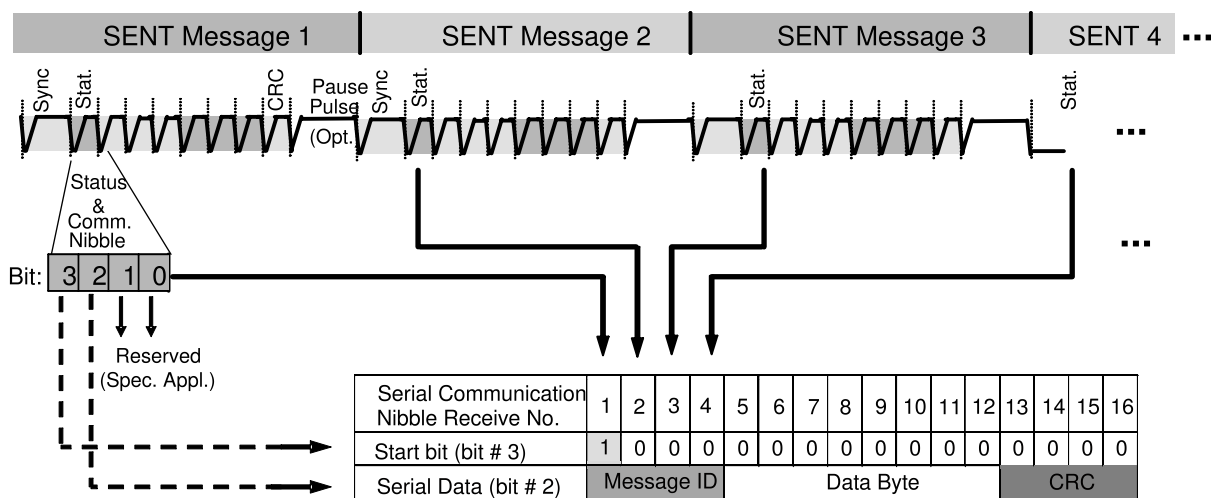 SENT Message 1 SENT Message 2 SENT Message 3 SENT 4 ...
Sync Stat. CRC Pause Pulse (Opt. Sync Stat. Stat. Stat.
...
Status
&
Comm.
Nibble
...
Bit: 3 2 1 0
Reserved
(Spec. Appl.)
Serial Communication
Nibble Receive No. 1 2 3 4 5 6 7 8 9 10 11 12 13 14 15 16
Start bit (bit # 3) 1 0 0 0 0 0 0 0 0 0 0 0 0 0 0 0
Serial Data (bit # 2) Message ID Data Byte CRC